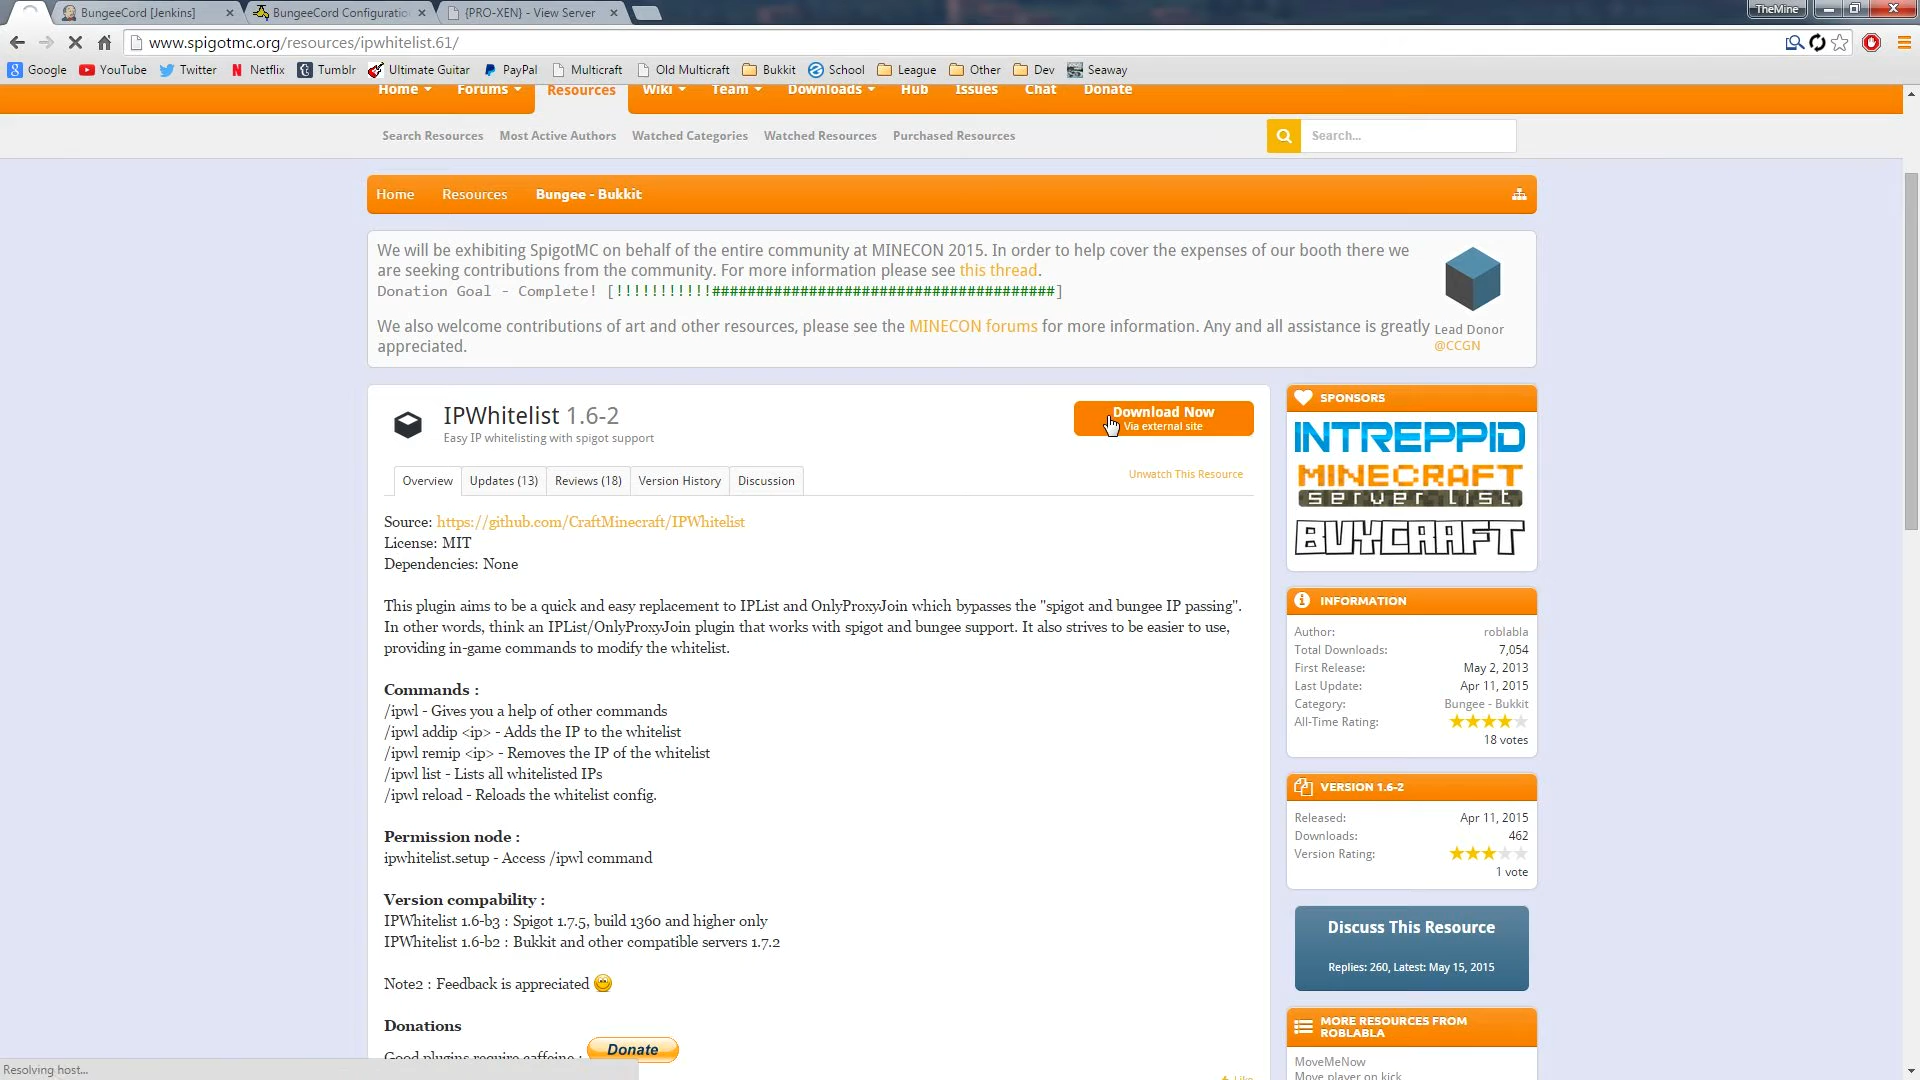 BungeeCord [Jenkins]
BungeeCord Configuratio
{PRO-XEN} - View Server
TheMine
www.spigotmc.org/resources/ipwhitelist.61/
Google
YouTube
Twitter
Netflix
Tumblr
Ultimate Guitar
PayPal
Multicraft
Old Multicraft
Bukkit
School
League
Other
Dev
Seaway
Home
Forums
Resources
Wiki
Team
Downloads
Hub
Issues
Chat
Donate
Search Resources
Most Active Authors
Watched Categories
Watched Resources
Purchased Resources
Search...
Home
Resources
Bungee - Bukkit
We will be exhibiting SpigotMC on behalf of the entire community at MINECON 2015. In order to help cover the expenses of our booth there we
are seeking contributions from the community. For more information please see this thread.
Donation Goal - Complete! [!!!!!!!!!!!#######################################]
We also welcome contributions of art and other resources, please see the MINECON forums for more information. Any and all assistance is greatly
appreciated.
Lead Donor
@CCGN
IPWhitelist 1.6-2
Easy IP whitelisting with spigot support
Download Now
Via external site
Unwatch This Resource
Overview
Updates (13)
Reviews (18)
Version History
Discussion
Source: https://github.com/CraftMinecraft/IPWhitelist
License: MIT
Dependencies: None
This plugin aims to be a quick and easy replacement to IPList and OnlyProxyJoin which bypasses the "spigot and bungee IP passing".
In other words, think an IPList/OnlyProxyJoin plugin that works with spigot and bungee support. It also strives to be easier to use,
providing in-game commands to modify the whitelist.
Commands :
/ipwl - Gives you a help of other commands
/ipwl addip <ip> - Adds the IP to the whitelist
/ipwl remip <ip> - Removes the IP of the whitelist
/ipwl list - Lists all whitelisted IPs
/ipwl reload - Reloads the whitelist config.
Permission node :
ipwhitelist.setup - Access /ipwl command
Version compability :
IPWhitelist 1.6-b3 : Spigot 1.7.5, build 1360 and higher only
IPWhitelist 1.6-b2 : Bukkit and other compatible servers 1.7.2
Note2 : Feedback is appreciated
Donations
Good plugins require caffeine :
Donate
Like
Resolving host...
SPONSORS
INTREPPID
MINECRAFT
server list
BUYCRAFT
INFORMATION
Author: roblabla
Total Downloads: 7,054
First Release: May 2, 2013
Last Update: Apr 11, 2015
Category: Bungee - Bukkit
All-Time Rating:
18 votes
VERSION 1.6-2
Released: Apr 11, 2015
Downloads: 462
Version Rating:
1 vote
Discuss This Resource
Replies: 260, Latest: May 15, 2015
MORE RESOURCES FROM
ROBLABLA
MoveMeNow
Move player on kick